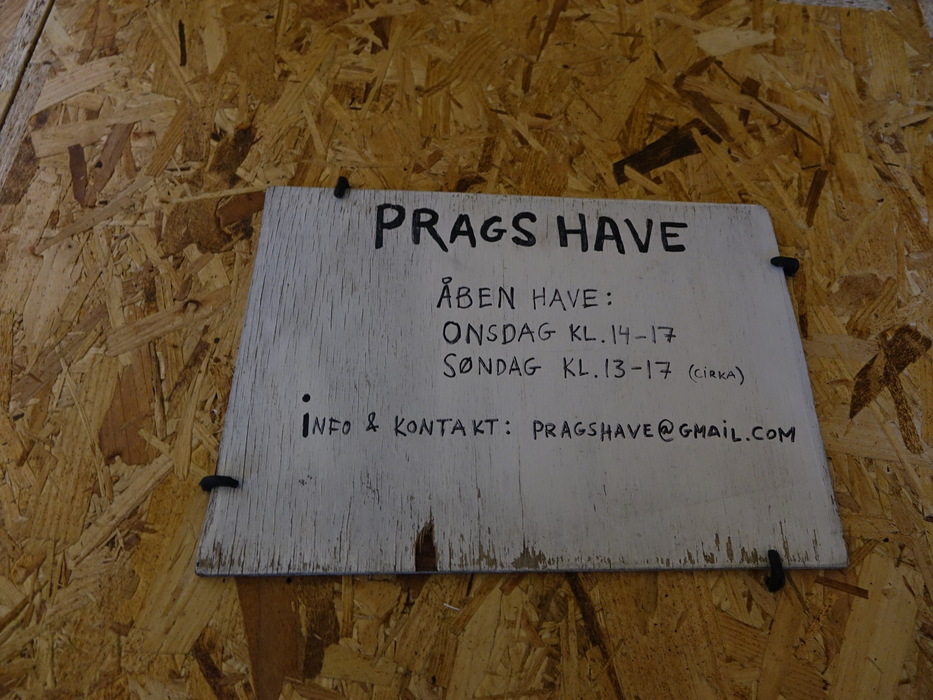 PRAGS HAVE
ÅBEN HAVE:
ONSDAG KL. 14-17
SØNDAG KL. 13-17 (CIRKA)
INFO & KONTAKT: PRAGSHAVE@GMAIL.COM